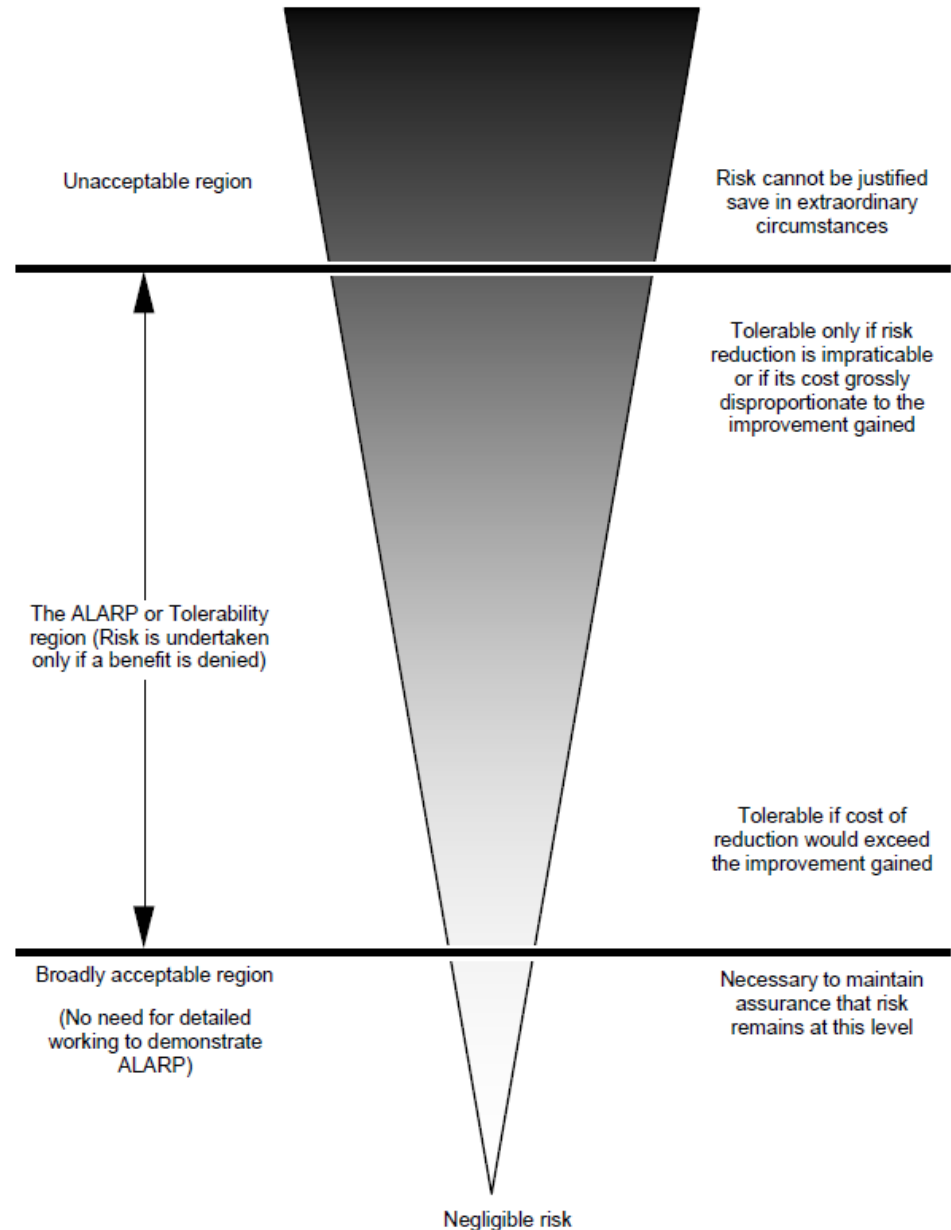 Unacceptable region
Risk cannot be justified
save in extraordinary
circumstances
Tolerable only if risk
reduction is impraticable
or if its cost grossly
disproportionate to the
improvement gained
The ALARP or Tolerability
region (Risk is undertaken
only if a benefit is denied)
Tolerable if cost of
reduction would exceed
the improvement gained
Broadly acceptable region
(No need for detailed
working to demonstrate
ALARP)
Necessary to maintain
assurance that risk
remains at this level
Negligible risk